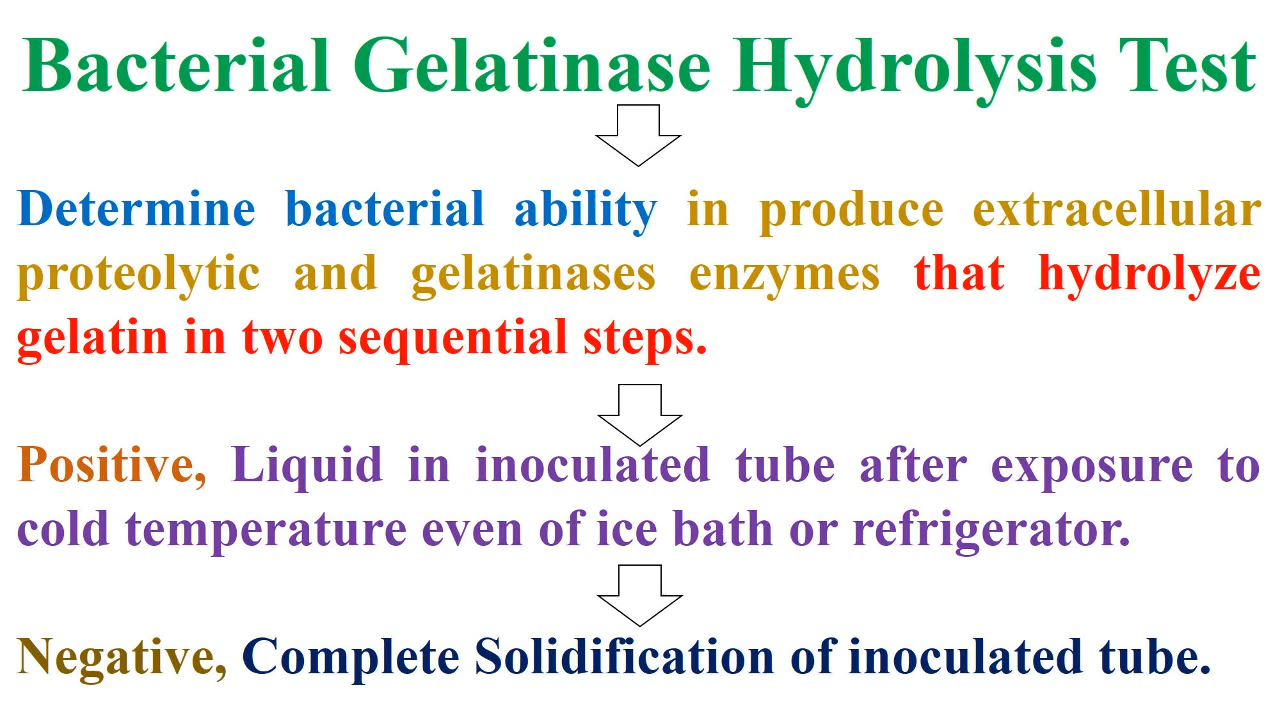 Bacterial Gelatinase Hydrolysis Test
Determine bacterial ability in produce extracellular
proteolytic and gelatinases enzymes that hydrolyze
gelatin in two sequential steps.
Positive, Liquid in inoculated tube after exposure to
cold temperature even of ice bath or refrigerator.
Negative, Complete Solidification of inoculated tube.